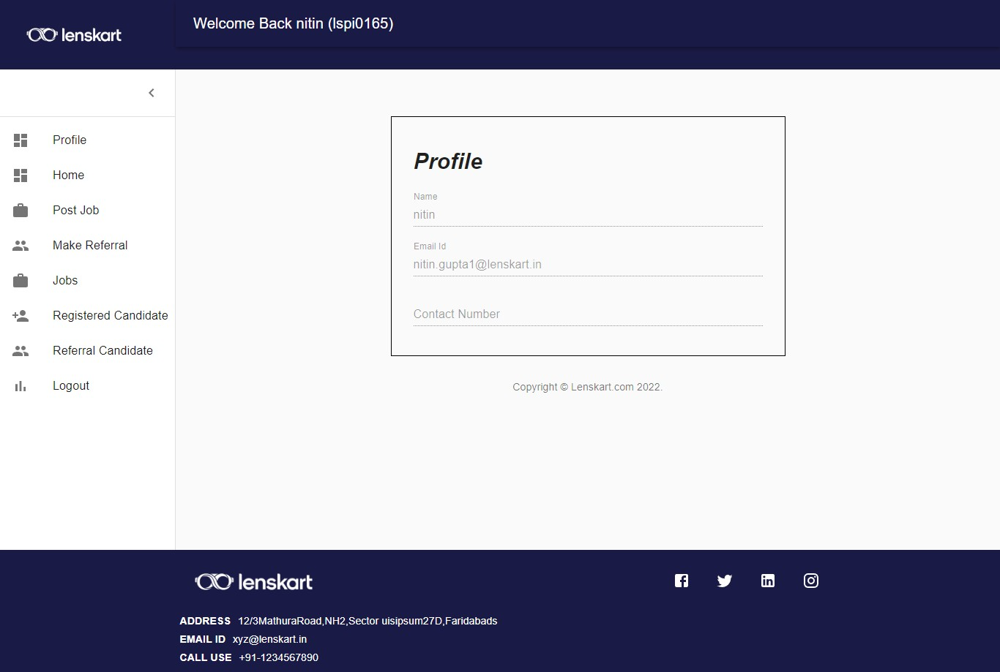 lenskart
Welcome Back nitin (lspi0165)
Profile
Home
Post Job
Make Referral
Jobs
Registered Candidate
Referral Candidate
Logout
Profile
Name
nitin
Email Id
nitin.gupta1@lenskart.in
Contact Number
Copyright © Lenskart.com 2022.
lenskart
ADDRESS 12/3MathuraRoad,NH2,Sector uisipsum27D,Faridabads
EMAIL ID xyz@lenskart.in
CALL USE +91-1234567890